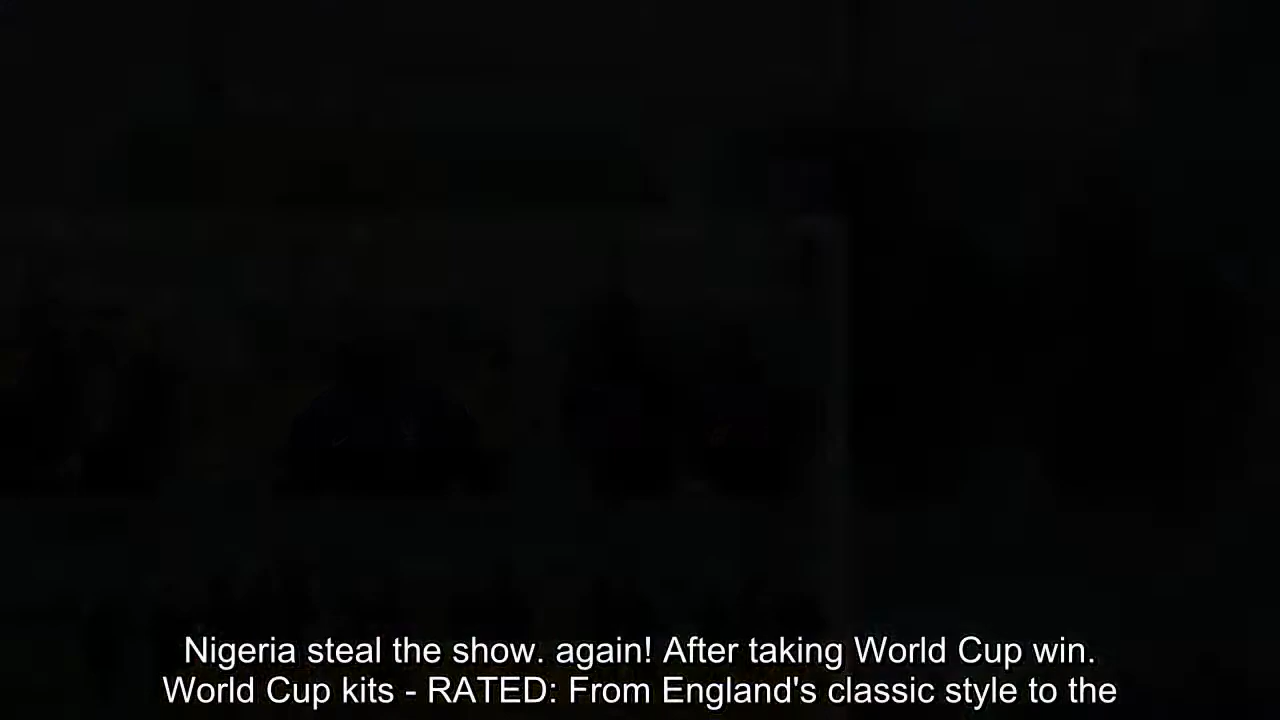 Nigeria steal the show. again! After taking World Cup win.
World Cup kits - RATED: From England's classic style to the